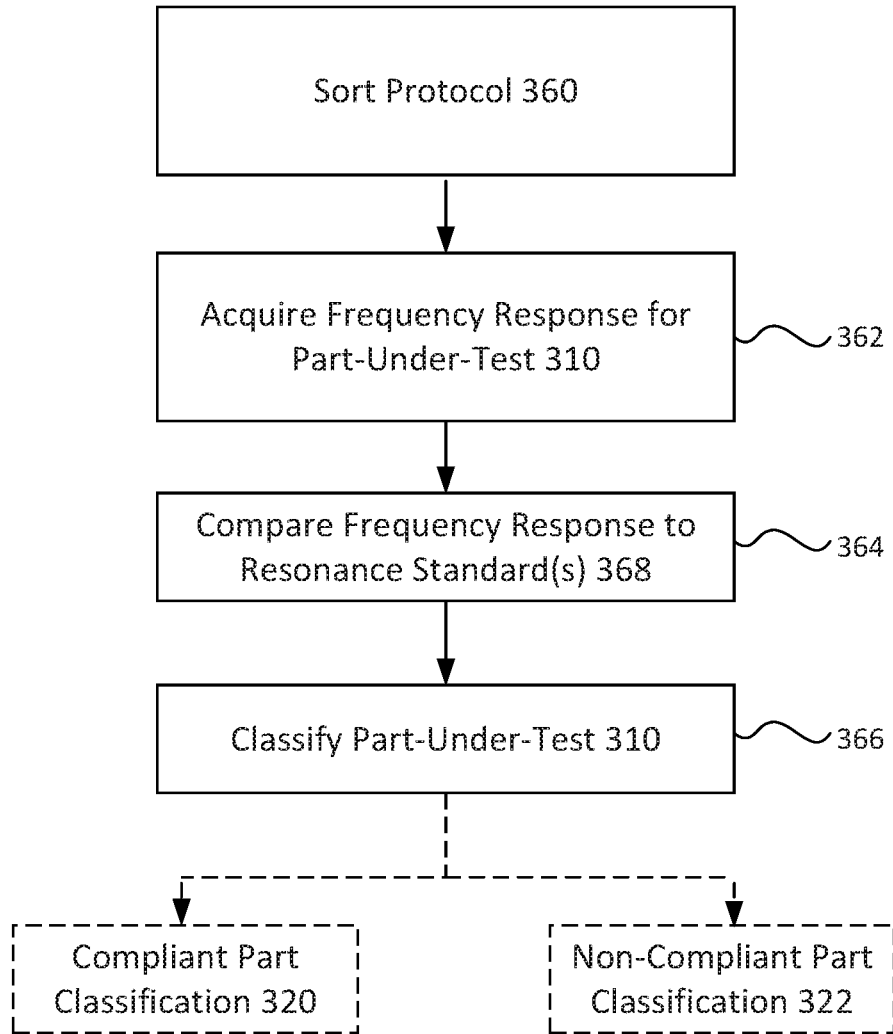 Sort Protocol 360
Acquire Frequency Response for
Part-Under-Test 310
362
Compare Frequency Response to
Resonance Standard(s) 368
364
Classify Part-Under-Test 310
366
Compliant Part
Classification 320
Non-Compliant Part
Classification 322